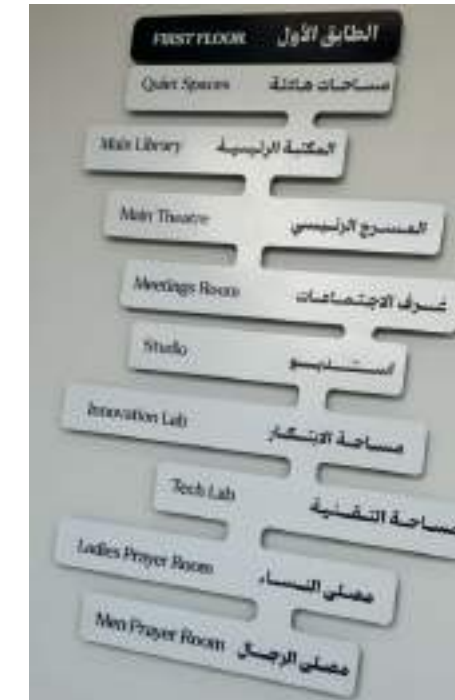 FIRST FLOOR الطابق الأول
Quiet Spaces مساحات هادئة
Main Library المكتبة الرئيسية
Main Theatre المسرح الرئيسي
Meetings Room غرف الاجتماعات
Studio استديو
Innovation Lab مساحة الابتكار
Tech Lab مساحة التقنية
Ladies Prayer Room مصلى النساء
Men Prayer Room مصلى الرجال